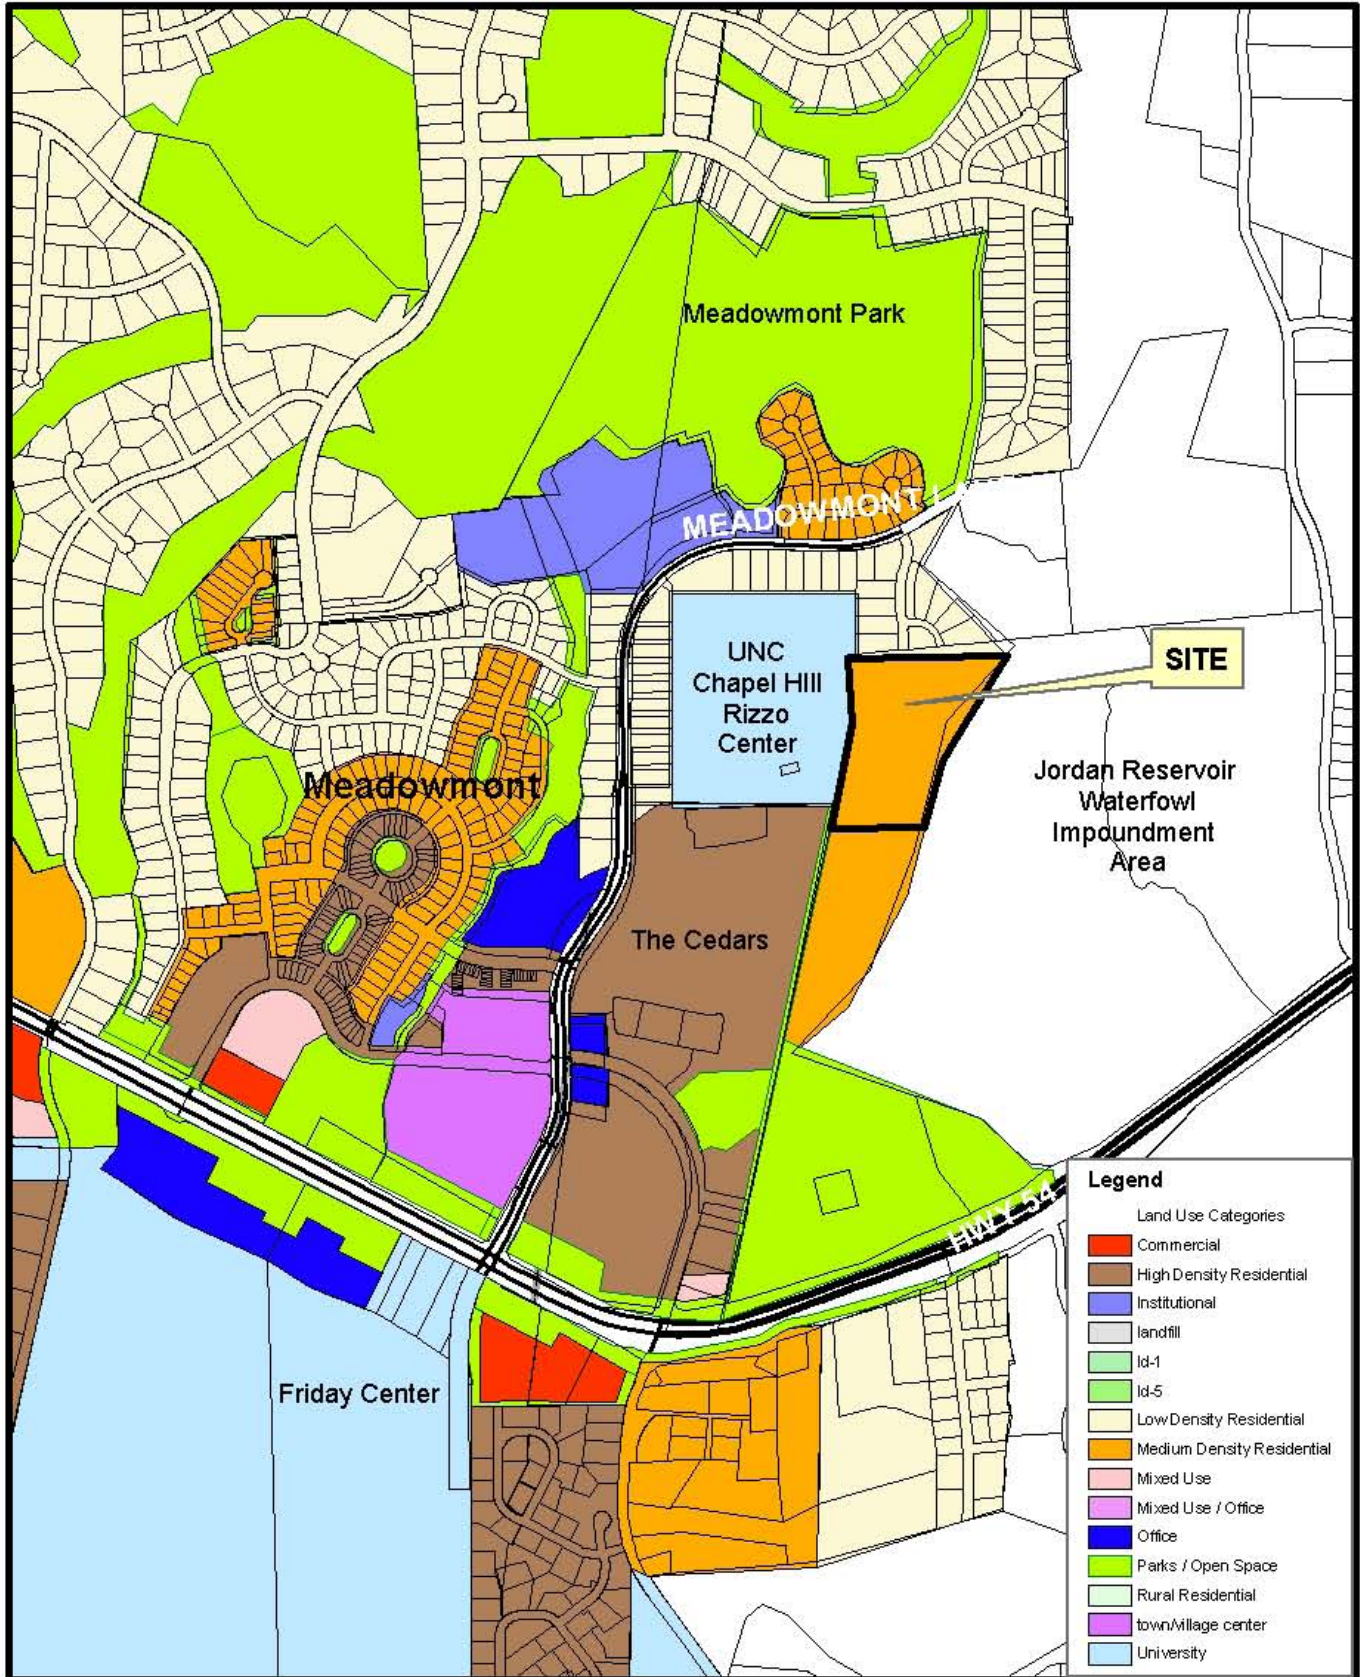 Meadowmont Park
MEADOWMONT
UNC
Chapel HIll
Rizzo
Center
SITE
Meadowmont
Jordan Reservoir
Waterfowl
Impoundment
Area
The Cedars
HWY 54
Friday Center
Legend
Land Use Categories
Commercial
High Density Residential
Institutional
landfill
ld-1
ld-5
Low Density Residential
Medium Density Residential
Mixed Use
Mixed Use / Office
Office
Parks / Open Space
Rural Residential
town/village center
University